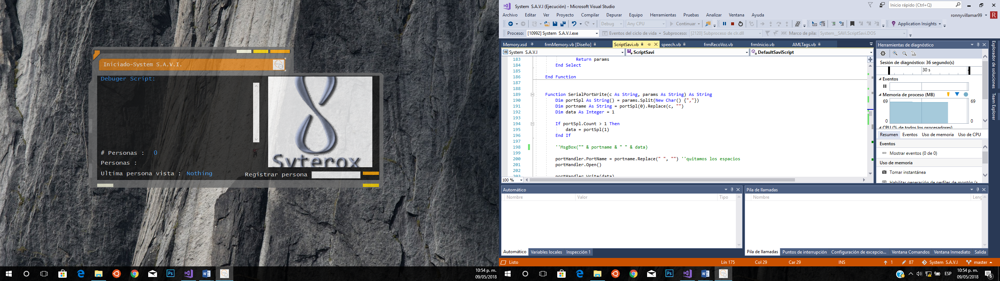 Iniciado-System S.A.V.I.
Debuger Script:
# Personas : 0
Personas :
Ultima persona vista : Nothing
Registrar persona
Syterox
10:54 p. m.
09/05/2018
System S.A.V.I (Ejecución) - Microsoft Visual Studio
Inicio rápido (Ctrl+Q)
Archivo Editar Ver Proyecto Compilar Depurar Equipo Herramientas Pruebas Analizar Ventana Ayuda
ronnyvillamar99 R
Debug Any CPU Continuar Application Insights
Proceso: [10992] System S.A.V.I.exe Eventos del ciclo de vida Subproceso: [2120] Subproceso de clr.dll Marco de pila: System__SAVI.ScriptSavi.DOS
Memory.xsd frmMemory.vb [Diseño] ScriptSavi.vb speech.vb frmRecoVoz.vb frmInicio.vb AMLTags.vb
VB System S.A.V.I ScriptSavi DefaultSaviScript
183 Return params
184 End Select
185
186 End Function
187
188
189 Function SerialPortWrite(c As String, params As String) As String
190 Dim portSpl As String() = params.Split(New Char() {","})
191 Dim portname As String = portSpl(0).Replace(c, "")
192 Dim data As Integer = 1
193
194 If portSpl.Count > 1 Then
195 data = portSpl(1)
196 End If
197
198 ''MsgBox("" & portname & " " & data)
199
200 portHandler.PortName = portname.Replace(" ", "") ''quitamos los espacios
201 portHandler.Open()
202
203 portHandler.Write(data)
100 %
Herramientas de diagnóstico
Sesión de diagnóstico: 36 segundo(s)
30 s
Eventos
Memoria de proceso (MB)
69 69
0 0
CPU (% de todos los procesadores)
Resumen Eventos Uso de memoria Uso de CPU
Eventos
Mostrar eventos (0 de 0)
Uso de memoria
Tomar instantánea
Habilitar generación de perfiles de montón (a
Explorador de soluciones
Team Explorer
Automático
Nombre Valor Tipo
Automático Variables locales Inspección 1
Pila de llamadas
Nombre Leng
Pila de llamadas Puntos de interrupción Configuración de excepcio... Ventana Comandos Ventana Inmediato Salida
Listo Lín 175 Col 29 Car 29 INS 1 87 System S.A.V.I master
Ps
ESP
10:54 p. m.
09/05/2018
6